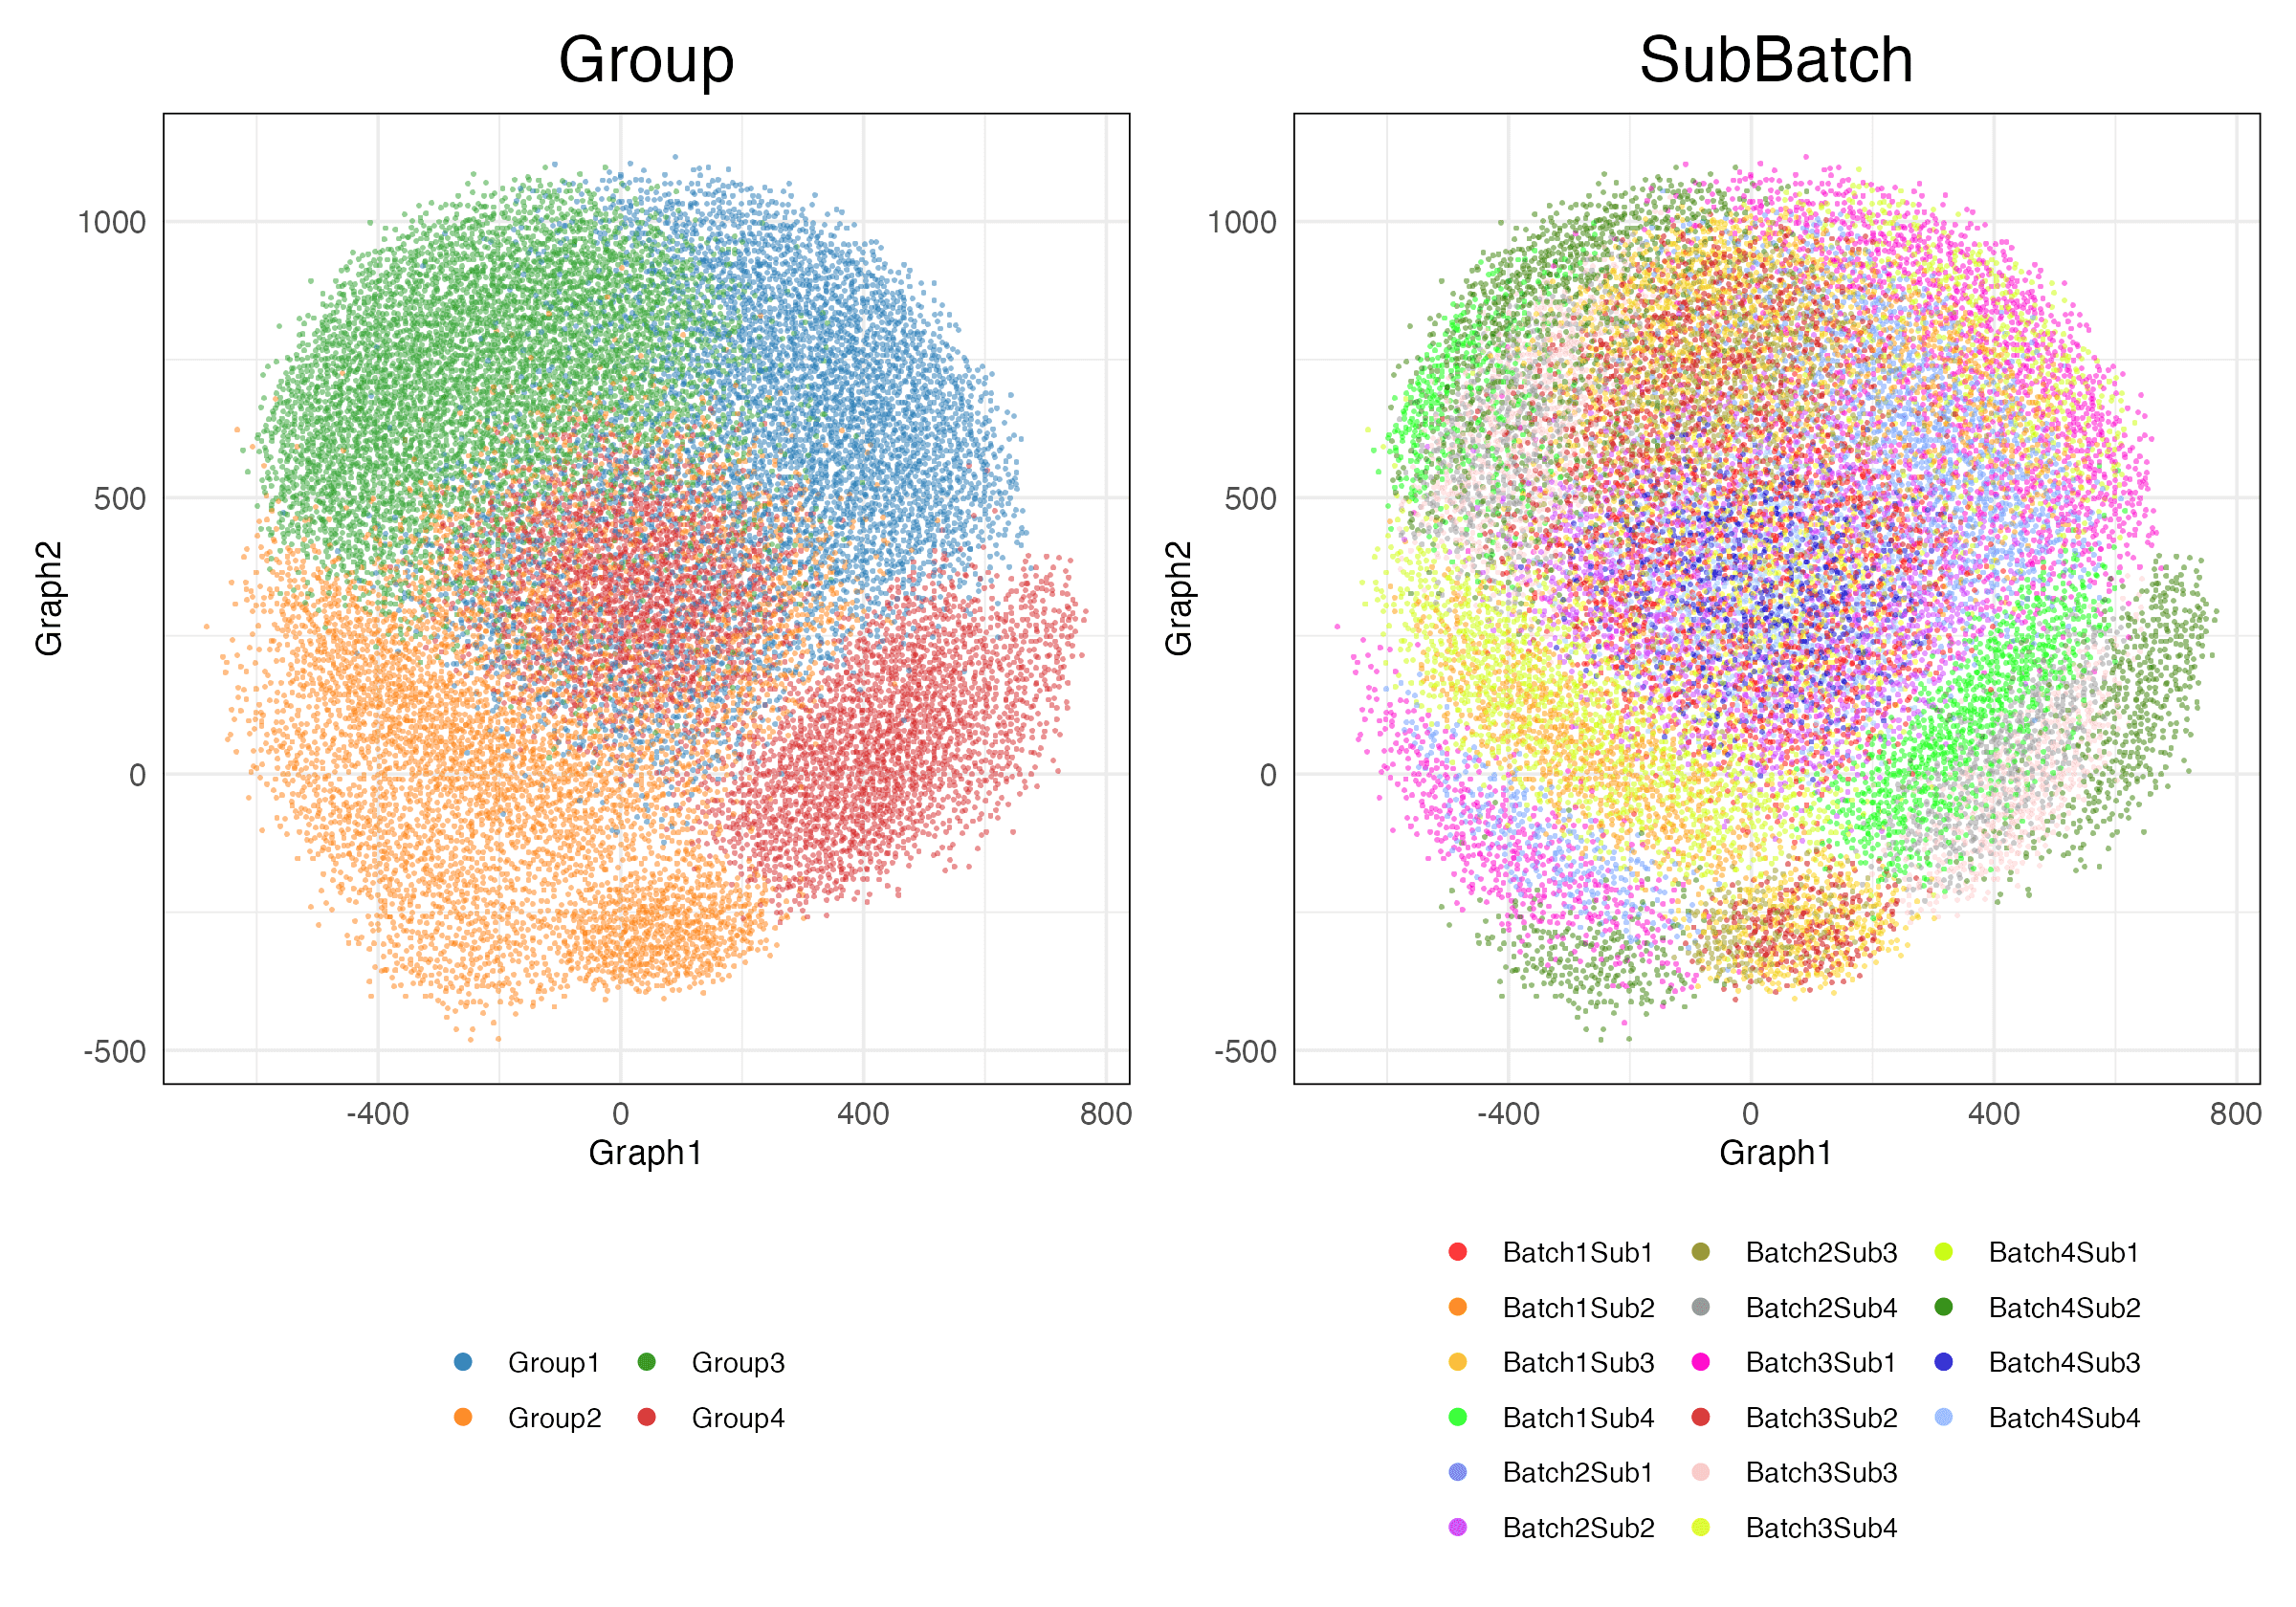 Group
1000
500
0
-500
Graph2
-400 0 400 800
Graph1
Group1 Group3
Group2 Group4
SubBatch
1000
500
0
-500
Graph2
-400 0 400 800
Graph1
Batch1Sub1 Batch2Sub3 Batch4Sub1
Batch1Sub2 Batch2Sub4 Batch4Sub2
Batch1Sub3 Batch3Sub1 Batch4Sub3
Batch1Sub4 Batch3Sub2 Batch4Sub4
Batch2Sub1 Batch3Sub3
Batch2Sub2 Batch3Sub4